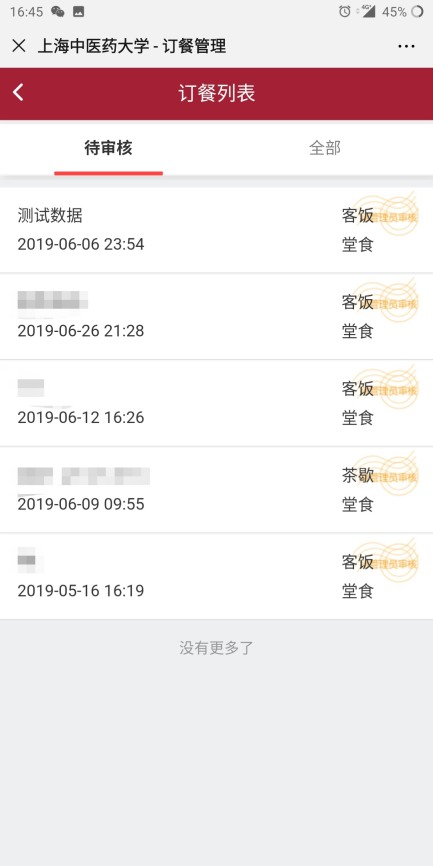 16:45 4G 45%
上海中医药大学 - 订餐管理
订餐列表
待审核 全部
测试数据 客饭 管理员审核
2019-06-06 23:54 堂食
客饭 管理员审核
2019-06-26 21:28 堂食
客饭 管理员审核
2019-06-12 16:26 堂食
茶歇 管理员审核
2019-06-09 09:55 堂食
客饭 管理员审核
2019-05-16 16:19 堂食
没有更多了